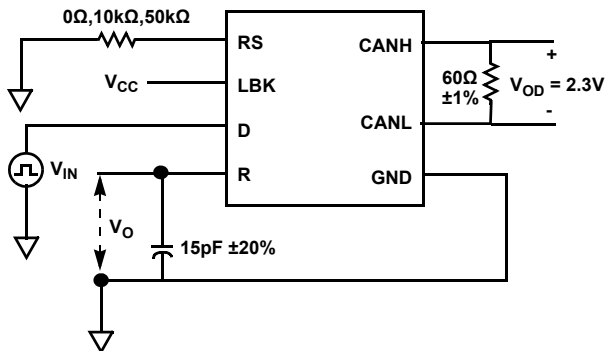 0Ω,10kΩ,50kΩ
RS
CANH
+
VCC
LBK
60Ω
±1%
VOD = 2.3V
D
CANL
-
VIN
R
GND
VO
15pF ±20%